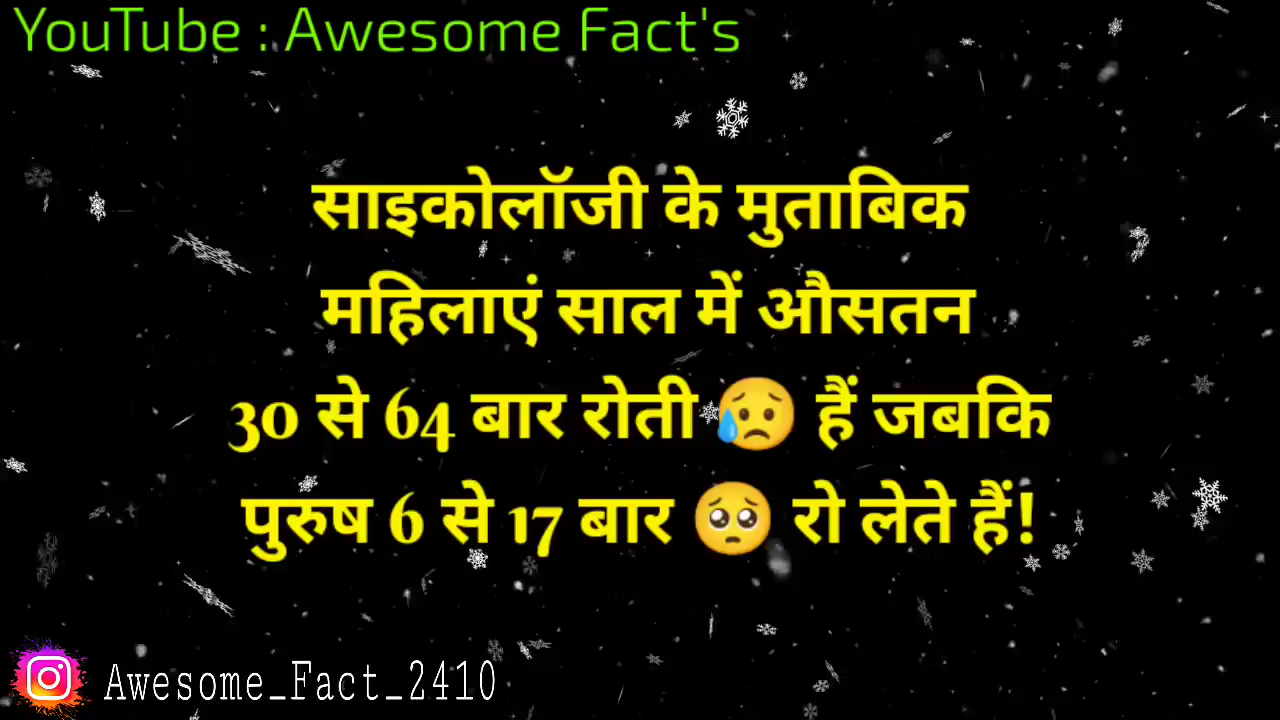 YouTube : Awesome Fact's
साइकोलॉजी के मुताबिक
महिलाएं साल में औसतन
30 से 64 बार रोती 😥 हैं जबकि
पुरुष 6 से 17 बार 🥺 रो लेते हैं!
Awesome_Fact_2410